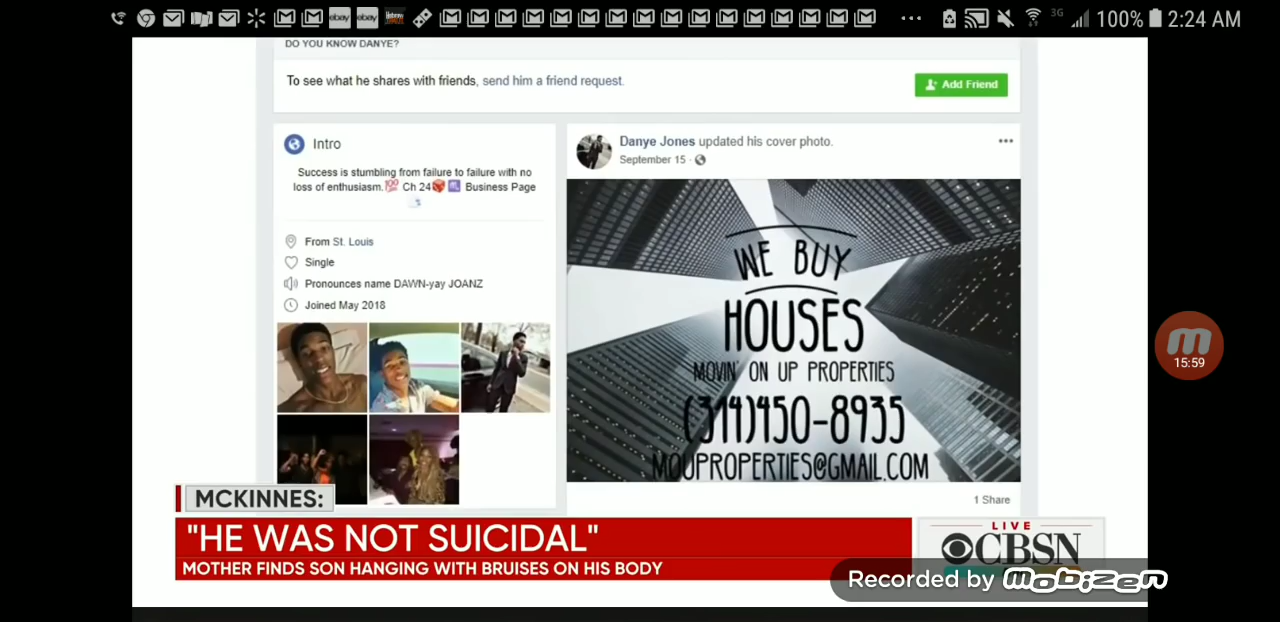 ebay
ebay
3G
100%
2:24 AM
DO YOU KNOW DANYE?
To see what he shares with friends, send him a friend request.
Add Friend
Intro
Success is stumbling from failure to failure with no
loss of enthusiasm.💯 Ch 24 ♏ Business Page
From St. Louis
Single
Pronounces name DAWN-yay JOANZ
Joined May 2018
Danye Jones updated his cover photo.
September 15
WE BUY
HOUSES
MOVIN' ON UP PROPERTIES
(314)450-8935
MOUPROPERTIES@GMAIL.COM
1 Share
15:59
MCKINNES:
"HE WAS NOT SUICIDAL"
MOTHER FINDS SON HANGING WITH BRUISES ON HIS BODY
LIVE
CBSN
Recorded by mobizen